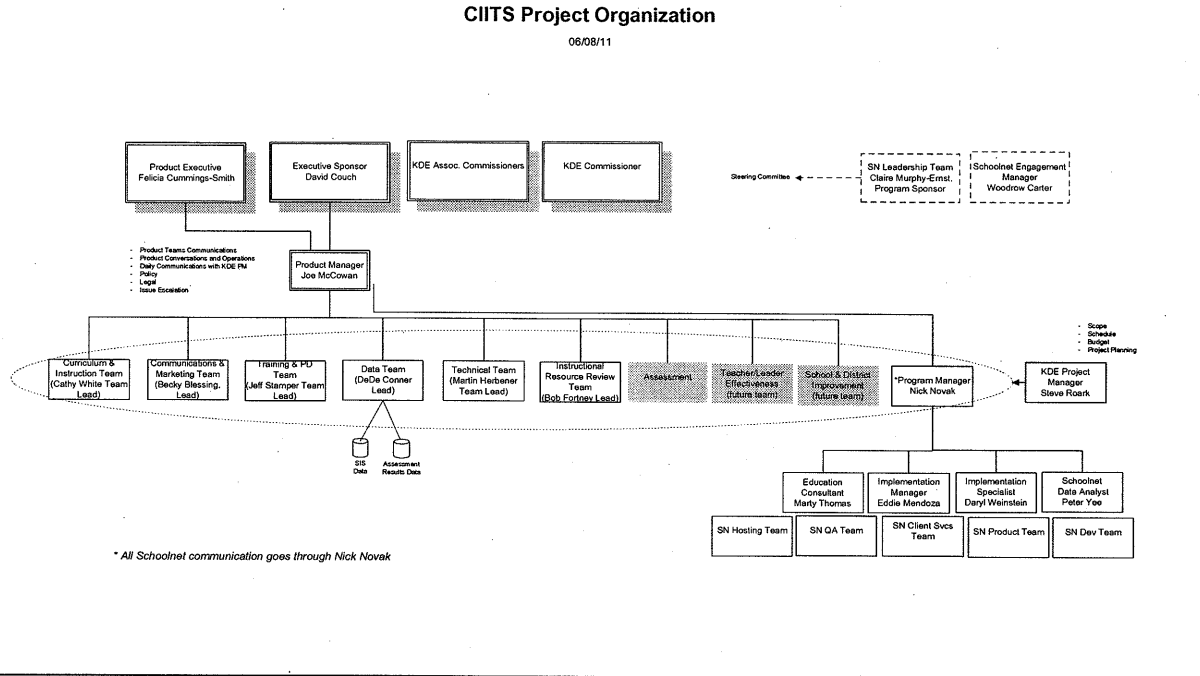 CIITS Project Organization
06/08/11
Product Executive
Felicia Cummings-Smith
Executive Sponsor
David Couch
KDE Assoc. Commissioners
KDE Commissioner
Steering Committee
SN Leadership Team
Claire Murphy-Ernst,
Program Sponsor
Schoolnet Engagement
Manager
Woodrow Carter
- Product Teams Communications
- Product Conversations and Operations
- Daily Communications with KDE PM
- Policy
- Legal
- Issue Escalation
Product Manager
Joe McCowan
- Scope
- Schedule
- Budget
- Project Planning
Curriculum &
Instruction Team
(Cathy White Team
Lead)
Communications &
Marketing Team
(Becky Blessing,
Lead)
Training & PD
Team
(Jeff Stamper Team
Lead)
Data Team
(DeDe Conner
Lead)
Technical Team
(Martin Herbener
Team Lead)
Instructional
Resource Review
Team
(Bob Fortney Lead)
Assessment
Teacher/Leader
Effectiveness
(future team)
School & District
Improvement
(future team)
*Program Manager
Nick Novak
KDE Project
Manager
Steve Roark
SIS
Data
Assessment
Results Data
Education
Consultant
Marty Thomas
Implementation
Manager
Eddie Mendoza
Implementation
Specialist
Daryl Weinstein
Schoolnet
Data Analyst
Peter Yoo
SN Hosting Team
SN QA Team
SN Client Svcs
Team
SN Product Team
SN Dev Team
* All Schoolnet communication goes through Nick Novak